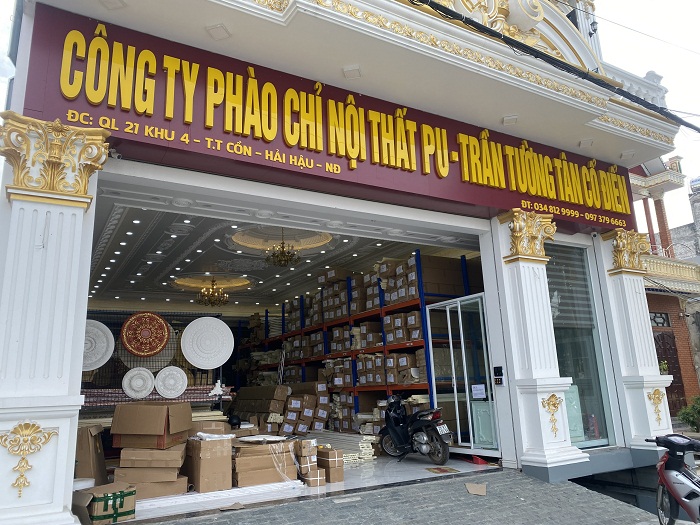 CÔNG TY PHÀO CHỈ NỘI THẤT PU - TRẦN TƯỜNG TÂN CỔ ĐIỂN
ĐC: QL 21 KHU 4 - T.T CỒN - HẢI HẬU - NĐ
ĐT: 034 812 9999 - 097 379 6663